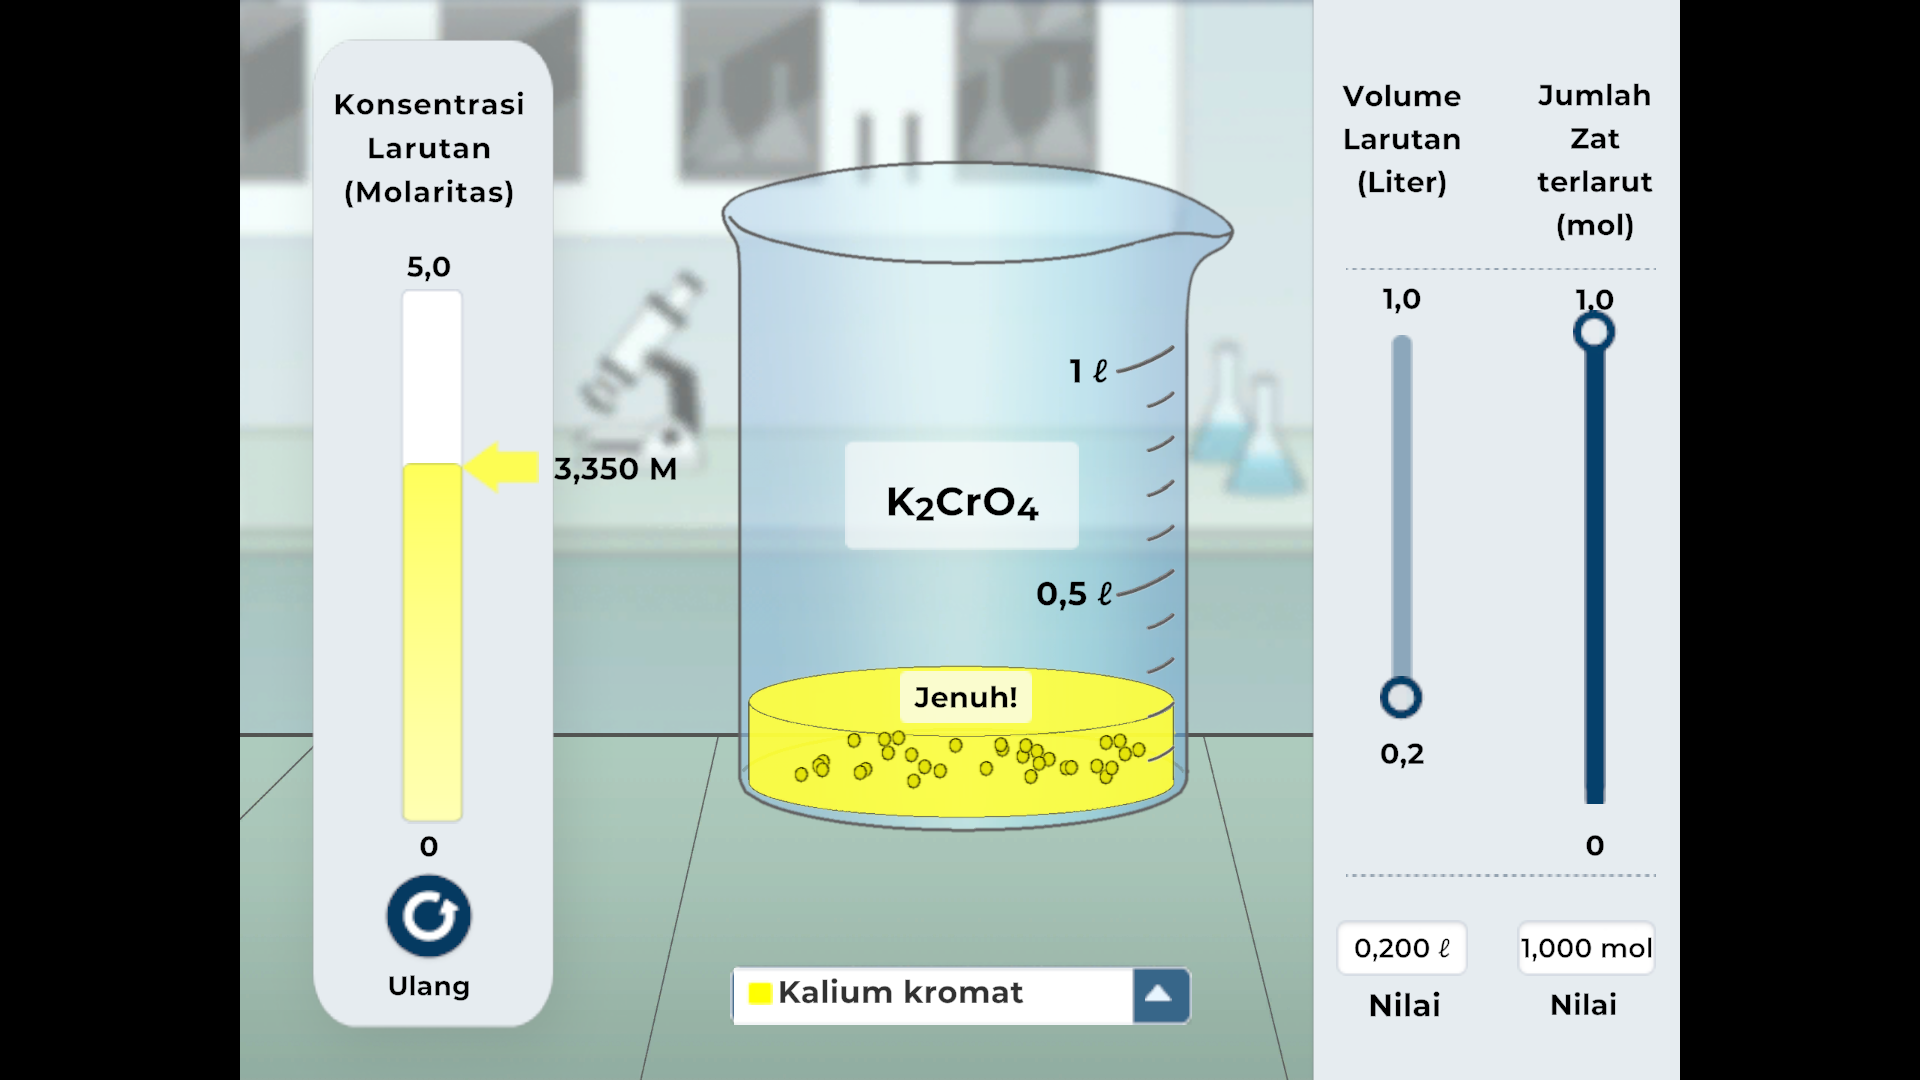 Konsentrasi
Larutan
(Molaritas)
5,0
3,350 M
0
Ulang
1 ℓ
K₂CrO₄
0,5 ℓ
Jenuh!
Kalium kromat
Volume
Larutan
(Liter)
1,0
0,2
0,200 ℓ
Nilai
Jumlah
Zat
terlarut
(mol)
1,0
0
1,000 mol
Nilai